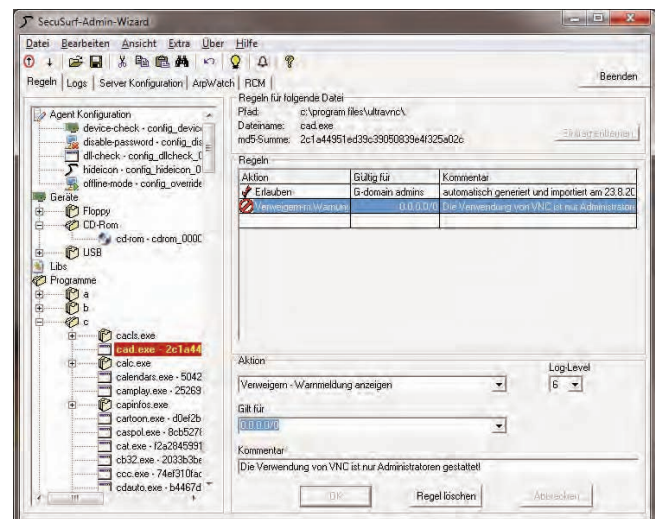 SecuSurf-Admin-Wizard
Datei Bearbeiten Ansicht Extra Über Hilfe
Regeln Logs Server Konfiguration ArpWatch RCM
Beenden
Agent Konfiguration
device-check - config_devic
disable-password - config_dis
dll-check - config_dllcheck_0
hideicon - config_hideicon_0
offline-mode - config_override
Geräte
Floppy
CD-Rom
cd-rom - cdrom_000
USB
Libs
Programme
a
b
c
cacls.exe
cad.exe - 2c1a44
calc.exe
calendars.exe - 5042
camplay.exe - 25269
capinfos.exe
cartoon.exe - d0ef2b
caspol.exe - 8cb527
cat.exe - f2a2845991
cb32.exe - 2033b3be
ccc.exe - 74ef310fac
cdauto.exe - b4467d
Regeln für folgende Datei
Pfad: c:\program files\ultravnc\
Dateiname: cad.exe
md5-Summe: 2c1a44951ed39c39050839e4f325a02c
Regeln
Aktion Gültig für Kommentar
Erlauben G-domain admins automatisch generiert und importiert am 23.8.20
Verweigern m. Warnun 0.0.0.0/0 Die Verwendung von VNC ist nur Administratoren
Aktion
Log-Level
Verweigern - Warnmeldung anzeigen
6
Gilt für
0.0.0.0/0
Kommentar
Die Verwendung von VNC ist nur Administratoren gestattet!
OK Regel löschen Abbrechen